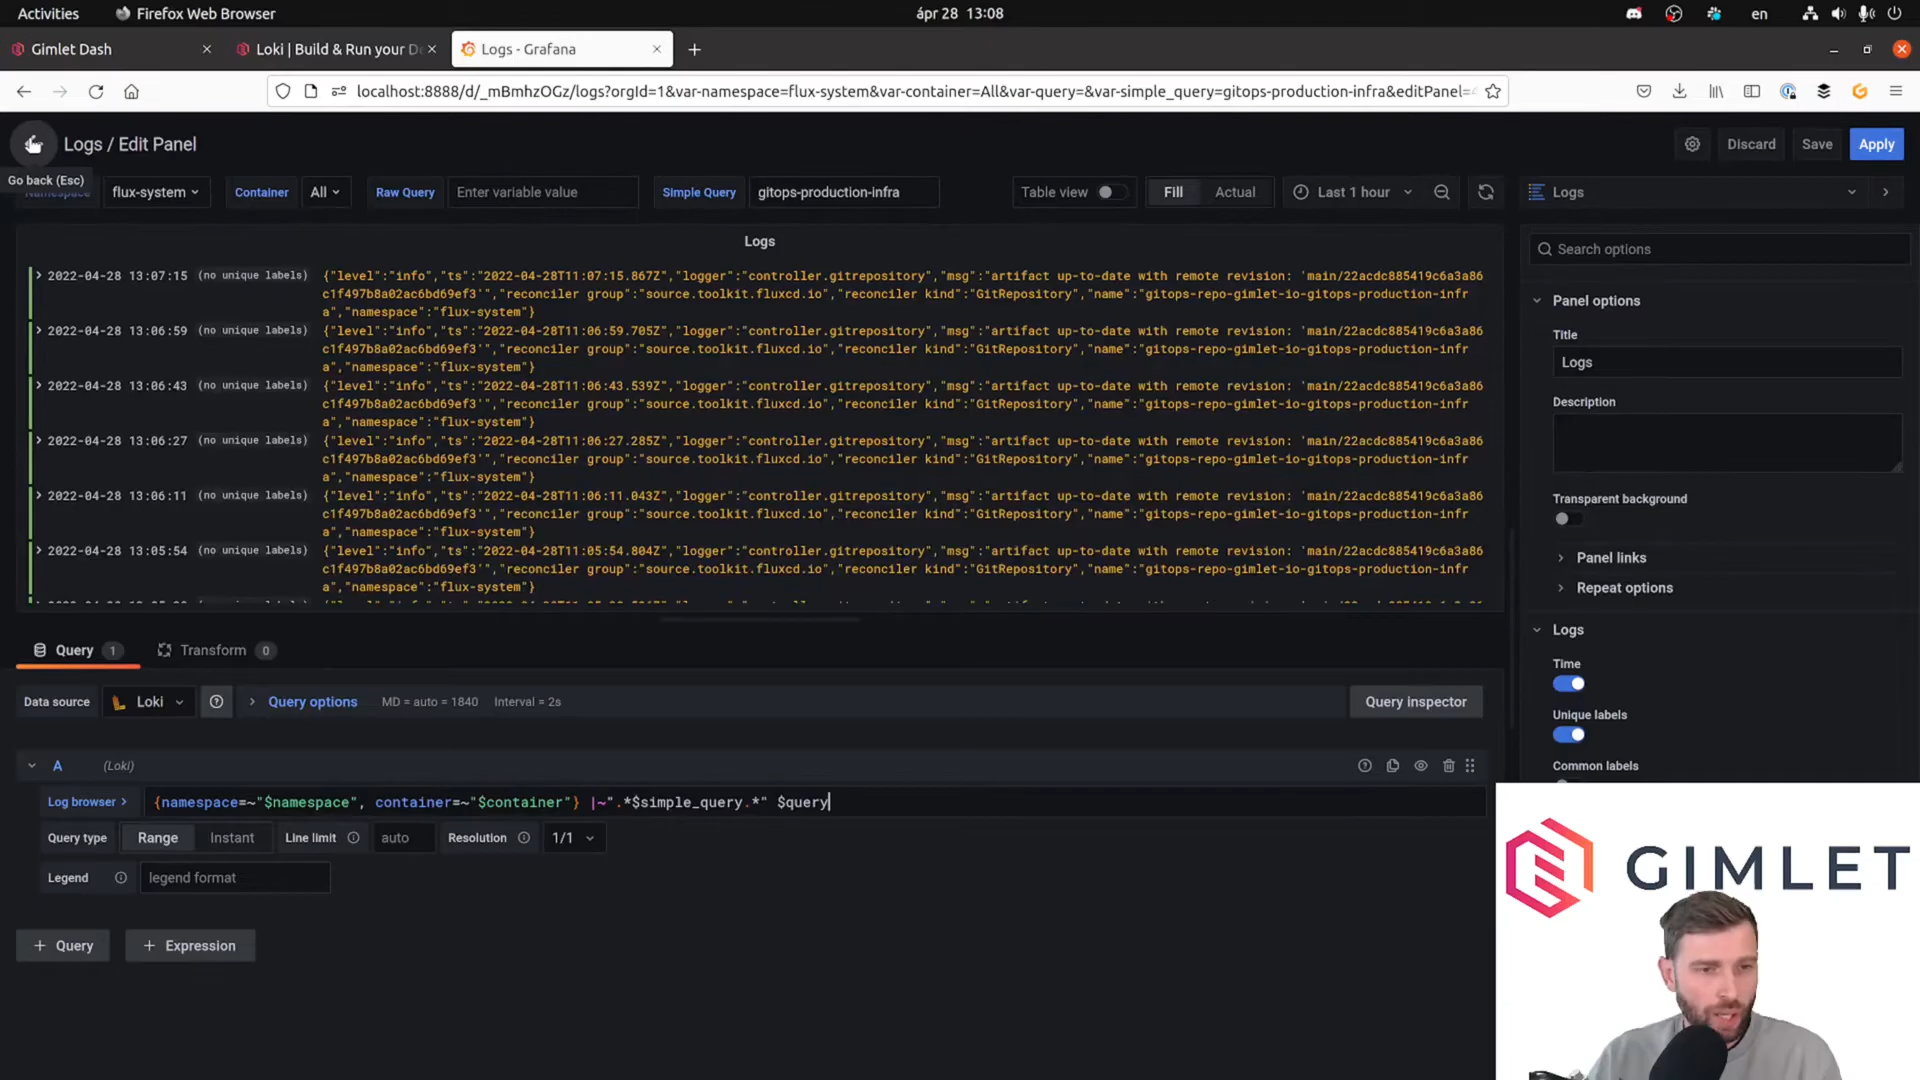 Activities
Firefox Web Browser
ápr 28 13:08
en
Gimlet Dash
Loki | Build & Run your De
Logs - Grafana
localhost:8888/d/_mBmhzOGz/logs?orgId=1&var-namespace=flux-system&var-container=All&var-query=&var-simple_query=gitops-production-infra&editPanel=
Logs / Edit Panel
Discard
Save
Apply
Go back (Esc)
Namespace
flux-system
Container
All
Raw Query
Enter variable value
Simple Query
gitops-production-infra
Table view
Fill
Actual
Last 1 hour
Logs
Logs
2022-04-28 13:07:15 (no unique labels) {"level":"info","ts":"2022-04-28T11:07:15.867Z","logger":"controller.gitrepository","msg":"artifact up-to-date with remote revision: 'main/22acdc885419c6a3a86
c1f497b8a02ac6bd69ef3'","reconciler group":"source.toolkit.fluxcd.io","reconciler kind":"GitRepository","name":"gitops-repo-gimlet-io-gitops-production-infr
a","namespace":"flux-system"}
2022-04-28 13:06:59 (no unique labels) {"level":"info","ts":"2022-04-28T11:06:59.705Z","logger":"controller.gitrepository","msg":"artifact up-to-date with remote revision: 'main/22acdc885419c6a3a86
c1f497b8a02ac6bd69ef3'","reconciler group":"source.toolkit.fluxcd.io","reconciler kind":"GitRepository","name":"gitops-repo-gimlet-io-gitops-production-infr
a","namespace":"flux-system"}
2022-04-28 13:06:43 (no unique labels) {"level":"info","ts":"2022-04-28T11:06:43.539Z","logger":"controller.gitrepository","msg":"artifact up-to-date with remote revision: 'main/22acdc885419c6a3a86
c1f497b8a02ac6bd69ef3'","reconciler group":"source.toolkit.fluxcd.io","reconciler kind":"GitRepository","name":"gitops-repo-gimlet-io-gitops-production-infr
a","namespace":"flux-system"}
2022-04-28 13:06:27 (no unique labels) {"level":"info","ts":"2022-04-28T11:06:27.285Z","logger":"controller.gitrepository","msg":"artifact up-to-date with remote revision: 'main/22acdc885419c6a3a86
c1f497b8a02ac6bd69ef3'","reconciler group":"source.toolkit.fluxcd.io","reconciler kind":"GitRepository","name":"gitops-repo-gimlet-io-gitops-production-infr
a","namespace":"flux-system"}
2022-04-28 13:06:11 (no unique labels) {"level":"info","ts":"2022-04-28T11:06:11.043Z","logger":"controller.gitrepository","msg":"artifact up-to-date with remote revision: 'main/22acdc885419c6a3a86
c1f497b8a02ac6bd69ef3'","reconciler group":"source.toolkit.fluxcd.io","reconciler kind":"GitRepository","name":"gitops-repo-gimlet-io-gitops-production-infr
a","namespace":"flux-system"}
2022-04-28 13:05:54 (no unique labels) {"level":"info","ts":"2022-04-28T11:05:54.804Z","logger":"controller.gitrepository","msg":"artifact up-to-date with remote revision: 'main/22acdc885419c6a3a86
c1f497b8a02ac6bd69ef3'","reconciler group":"source.toolkit.fluxcd.io","reconciler kind":"GitRepository","name":"gitops-repo-gimlet-io-gitops-production-infr
a","namespace":"flux-system"}
Query 1
Transform 0
Data source
Loki
Query options
MD = auto = 1840
Interval = 2s
Query inspector
A
(Loki)
Log browser
{namespace=~"$namespace", container=~"$container"} |~".*$simple_query.*" $query
Query type
Range
Instant
Line limit
auto
Resolution
1/1
Legend
legend format
+ Query
+ Expression
Search options
Panel options
Title
Logs
Description
Transparent background
Panel links
Repeat options
Logs
Time
Unique labels
Common labels
GIMLET